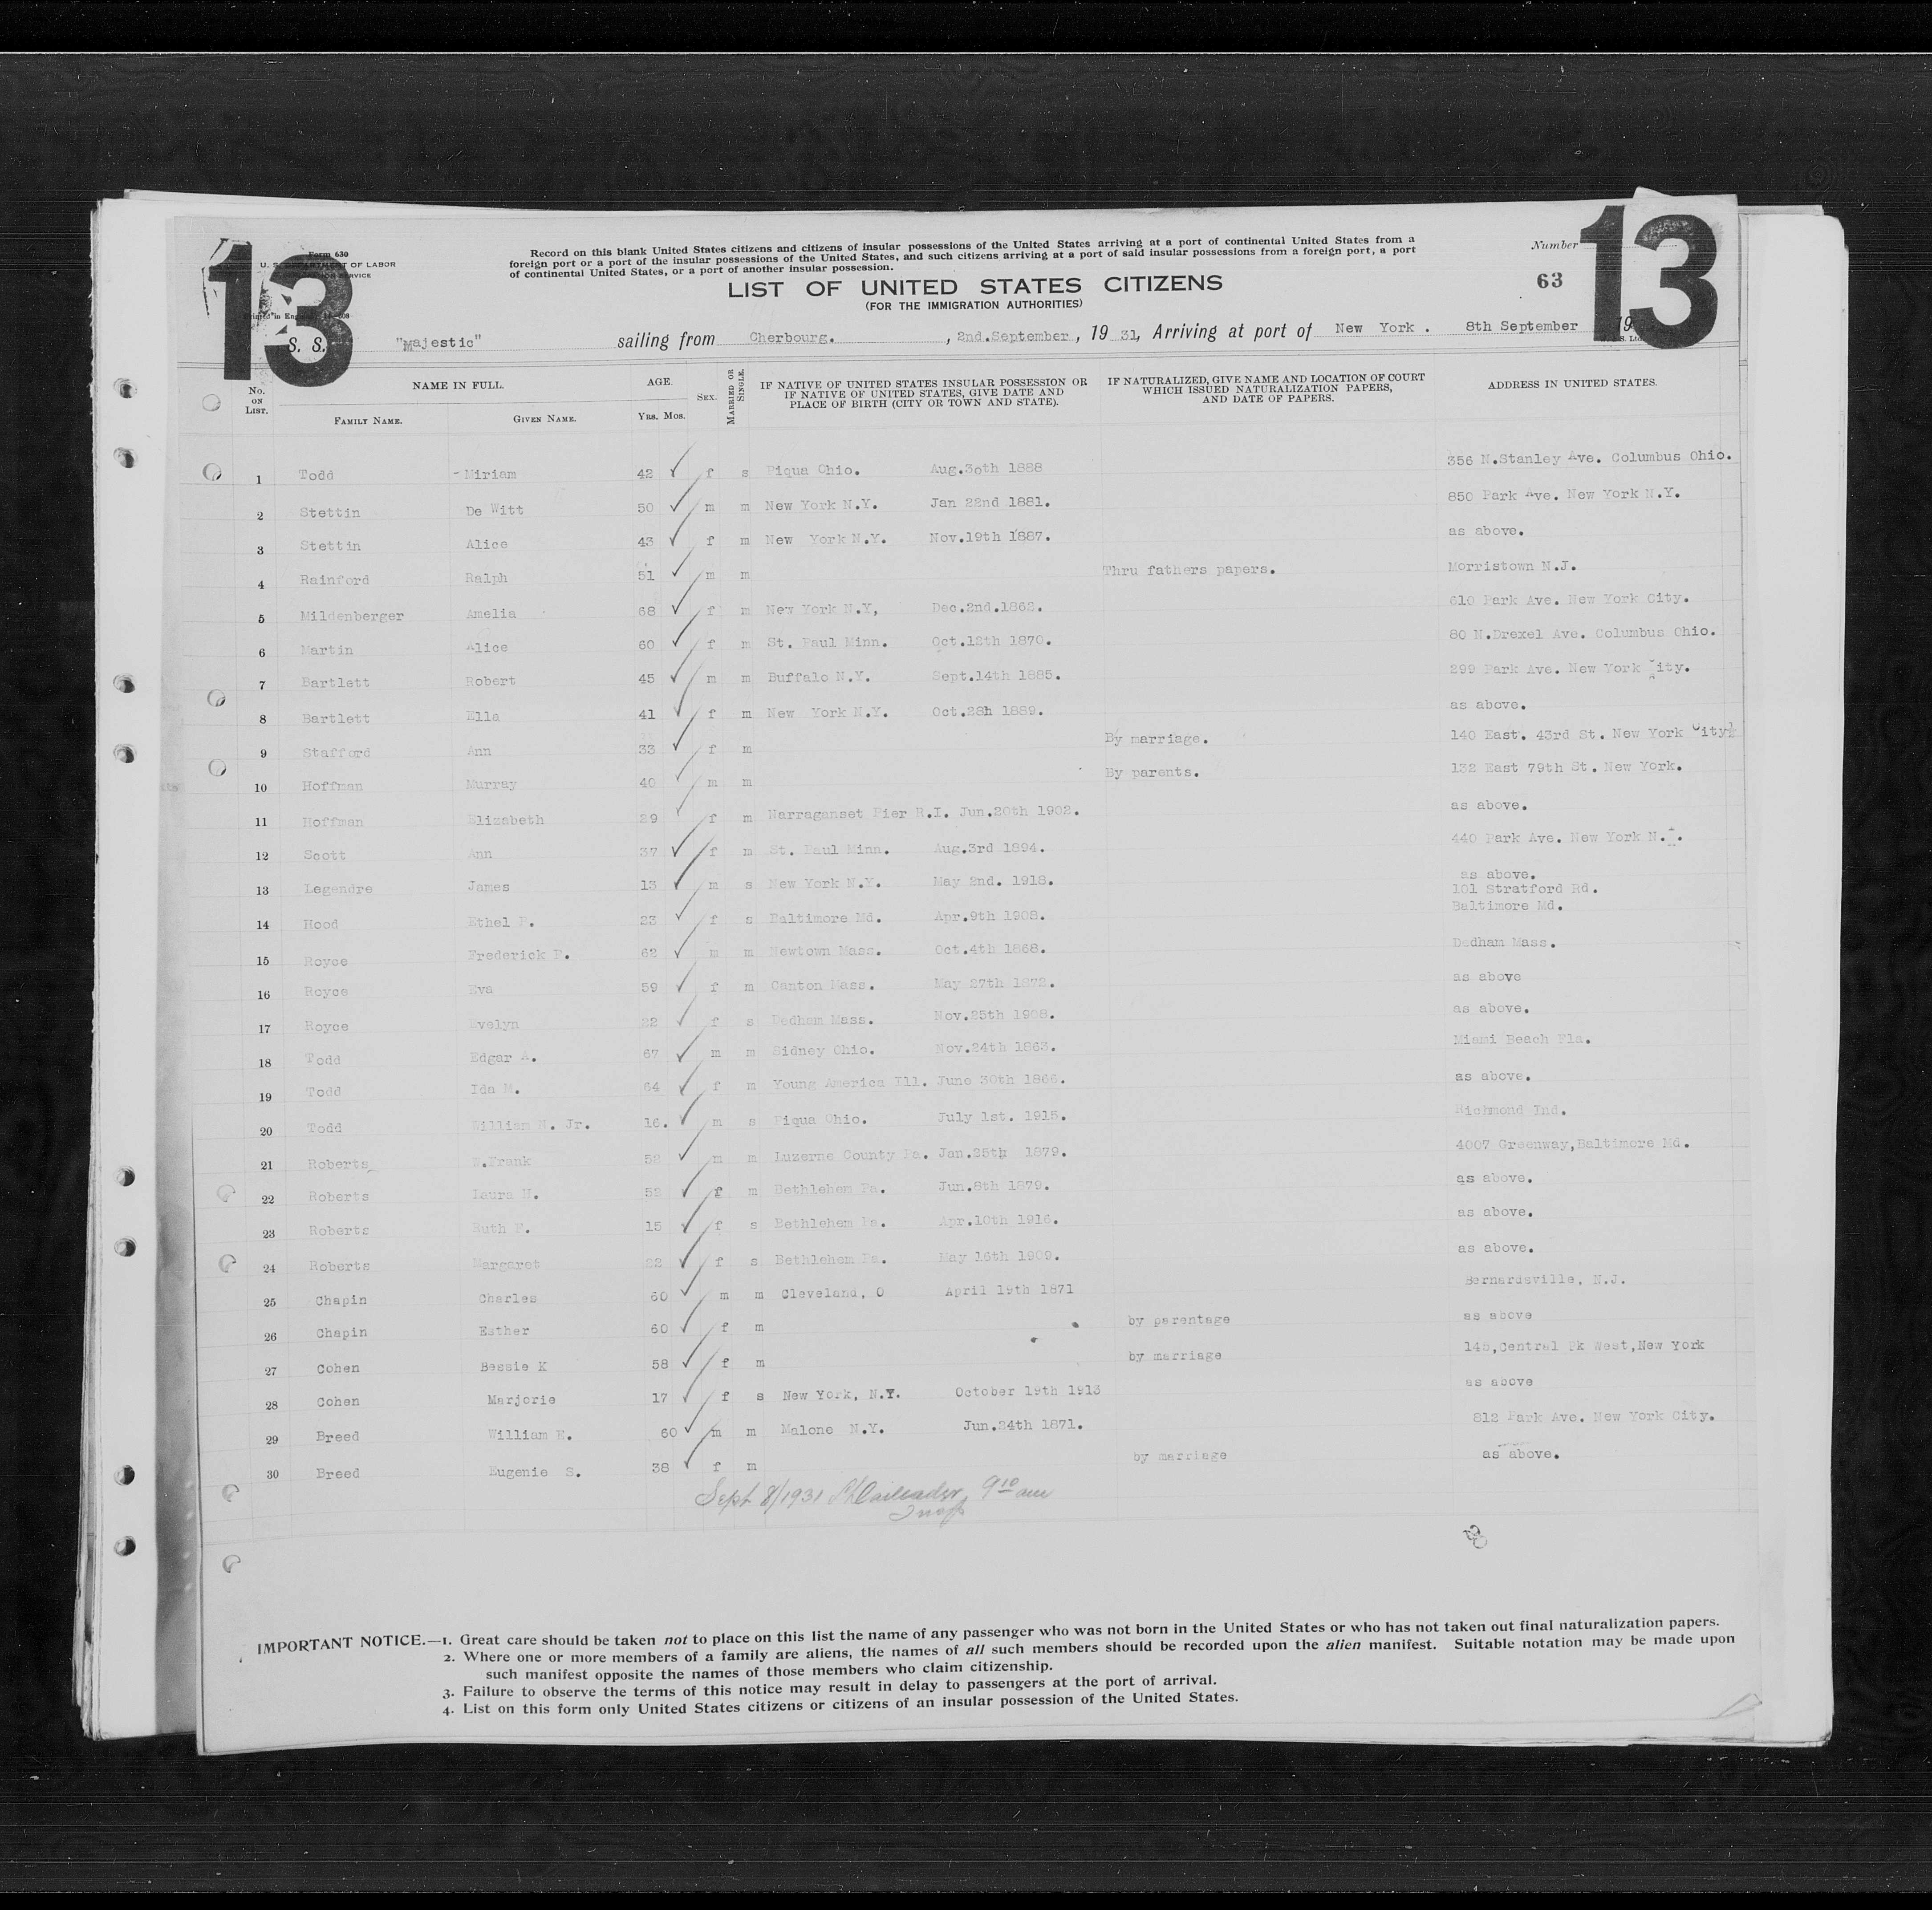 13
13
Form 630
U. S. DEPARTMENT OF LABOR
Record on this blank United States citizens and citizens of insular possessions of the United States arriving at a port of continental United States from a
foreign port or a port of the insular possessions of the United States, and such citizens arriving at a port of said insular possessions from a foreign port, a port
of continental United States, or a port of another insular possession.
Number
63
LIST OF UNITED STATES CITIZENS
(FOR THE IMMIGRATION AUTHORITIES)
S. S. "Majestic" sailing from Cherbourg. , 2nd.September, 19 31, Arriving at port of New York . 8th September 19
No. ON LIST. NAME IN FULL. FAMILY NAME. GIVEN NAME. AGE. YRS. MOS. SEX. MARRIED OR SINGLE. IF NATIVE OF UNITED STATES INSULAR POSSESSION OR IF NATIVE OF UNITED STATES, GIVE DATE AND PLACE OF BIRTH (CITY OR TOWN AND STATE). IF NATURALIZED, GIVE NAME AND LOCATION OF COURT WHICH ISSUED NATURALIZATION PAPERS, AND DATE OF PAPERS. ADDRESS IN UNITED STATES.
1 Todd - Miriam 42 ✓ f s Piqua Ohio. Aug.30th 1888 356 N.Stanley Ave. Columbus Ohio.
2 Stettin De Witt 50 ✓ m m New York N.Y. Jan 22nd 1881. 850 Park Ave. New York N.Y.
3 Stettin Alice 43 ✓ f m New York N.Y. Nov.19th 1887. as above.
4 Rainford Ralph 51 ✓ m m Thru fathers papers. Morristown N.J.
5 Mildenberger Amelia 68 ✓ f m New York N.Y, Dec.2nd.1862. 610 Park Ave. New York City.
6 Martin Alice 60 ✓ f m St. Paul Minn. Oct.12th 1870. 80 N.Drexel Ave. Columbus Ohio.
7 Bartlett Robert 45 ✓ m m Buffalo N.Y. Sept.14th 1885. 299 Park Ave. New York City.
8 Bartlett Ella 41 ✓ f m New York N.Y. Oct.28h 1889. as above.
9 Stafford Ann 33 ✓ f m By marriage. 140 East. 43rd St. New York City
10 Hoffman Murray 40 ✓ m m By parents. 132 East 79th St. New York.
11 Hoffman Elizabeth 29 ✓ f m Narraganset Pier R.I. Jun.20th 1902. as above.
12 Scott Ann 37 ✓ f m St. Paul Minn. Aug.3rd 1894. 440 Park Ave. New York N.Y.
13 Legendre James 13 ✓ m s New York N.Y. May 2nd. 1918. as above.
14 Hood Ethel P. 23 ✓ f s Baltimore Md. Apr.9th 1908. 101 Stratford Rd. Baltimore Md.
15 Royce Frederick P. 62 ✓ m m Newtown Mass. Oct.4th 1868. Dedham Mass.
16 Royce Eva 59 ✓ f m Canton Mass. May 27th 1872. as above
17 Royce Evelyn 22 ✓ f s Dedham Mass. Nov.25th 1908. as above.
18 Todd Edgar A. 67 ✓ m m Sidney Ohio. Nov.24th 1863. Miami Beach Fla.
19 Todd Ida M. 64 ✓ f m Young America Ill. June 30th 1866. as above.
20 Todd William N. Jr. 16. ✓ m s Piqua Ohio. July 1st. 1915. Richmond Ind.
21 Roberts .Frank 52 ✓ m m Luzerne County Pa. Jan.25th 1879. 4007 Greenway,Baltimore Md.
22 Roberts Laura H. 52 ✓ f m Bethlehem Pa. Jun.8th 1879. as above.
23 Roberts Ruth F. 15 ✓ f s Bethlehem Pa. Apr.10th 1916. as above.
24 Roberts Margaret 22 ✓ f s Bethlehem Pa. May 16th 1909. as above.
25 Chapin Charles 60 ✓ m m Cleveland, O April 19th 1871 Bernardsville, N.J.
26 Chapin Esther 60 ✓ f m by parentage as above
27 Cohen Bessie K 58 ✓ f m by marriage 145,Central Pk West,New York
28 Cohen Marjorie 17 ✓ f s New York, N.Y. October 19th 1913 as above
29 Breed William E. 60 ✓ m m Malone N.Y. Jun.24th 1871. 812 Park Ave. New York City.
30 Breed Eugenie S. 38 ✓ f m by marriage as above.
Sept 8/1931 9 10 am
Insp
IMPORTANT NOTICE.—1. Great care should be taken not to place on this list the name of any passenger who was not born in the United States or who has not taken out final naturalization papers.
2. Where one or more members of a family are aliens, the names of all such members should be recorded upon the alien manifest. Suitable notation may be made upon
such manifest opposite the names of those members who claim citizenship.
3. Failure to observe the terms of this notice may result in delay to passengers at the port of arrival.
4. List on this form only United States citizens or citizens of an insular possession of the United States.